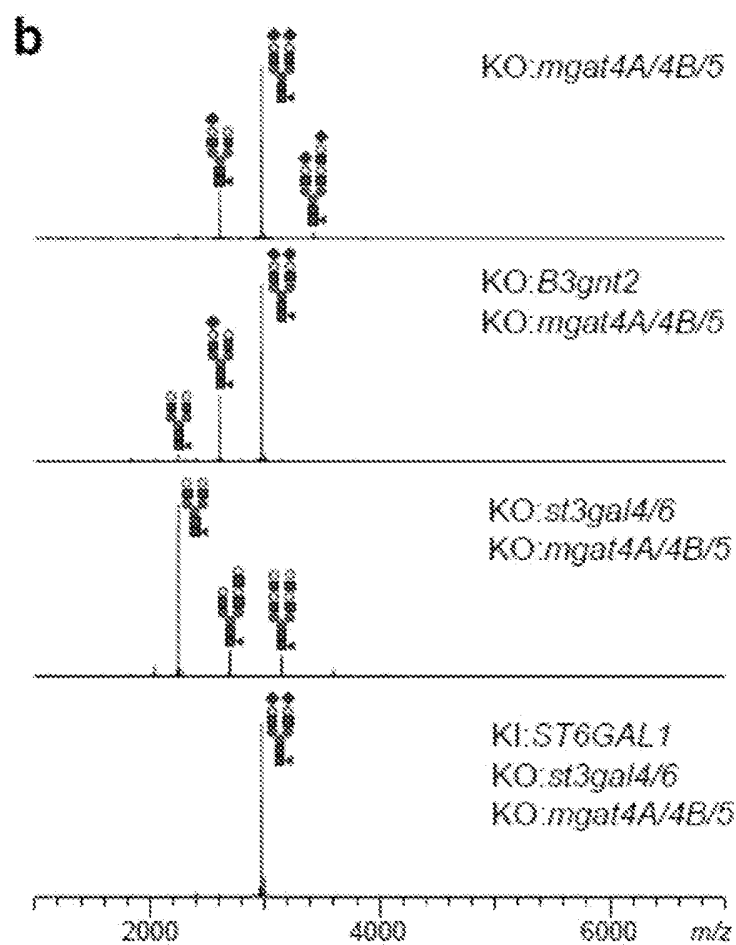 b
KO:mgat4A/4B/5
KO:B3gnt2
KO:mgat4A/4B/5
KO:st3gal4/6
KO:mgat4A/4B/5
KI:ST6GAL1
KO:st3gal4/6
KO:mgat4A/4B/5
2000 4000 6000 m/z